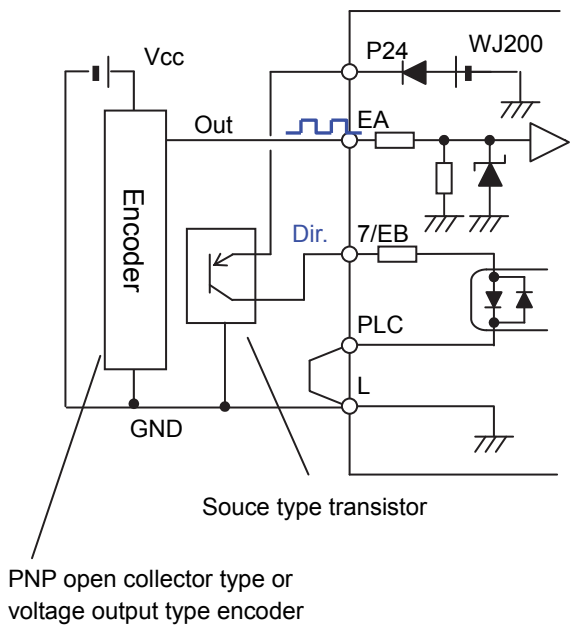 Vcc
P24
WJ200
Out
EA
Encoder
Dir.
7/EB
PLC
L
GND
Souce type transistor
PNP open collector type or
voltage output type encoder